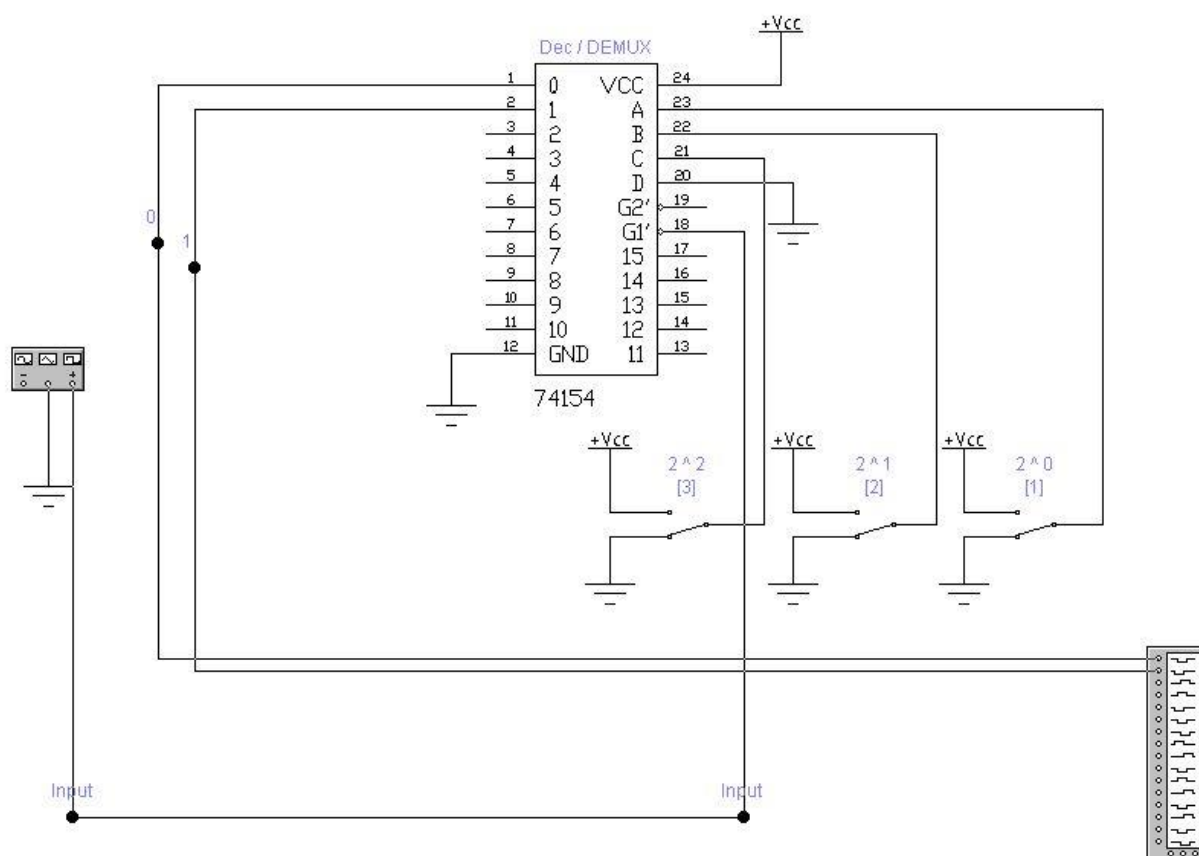 +Vcc
Dec / DEMUX
1 0 VCC 24
2 1 A 23
3 2 B 22
4 3 C 21
5 4 D 20
6 5 G2' 19
7 6 G1' 18
8 7 15 17
9 8 14 16
10 9 13 15
11 10 12 14
12 GND 11 13
74154
0
1
- +
+Vcc +Vcc +Vcc
2 ^ 2 2 ^ 1 2 ^ 0
[3] [2] [1]
Input Input